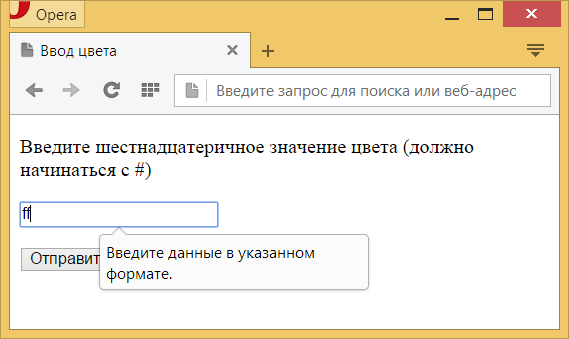 Opera
Ввод цвета
Введите запрос для поиска или веб-адрес
Введите шестнадцатеричное значение цвета (должно
начинаться с #)
ff
Отправит
Введите данные в указанном
формате.